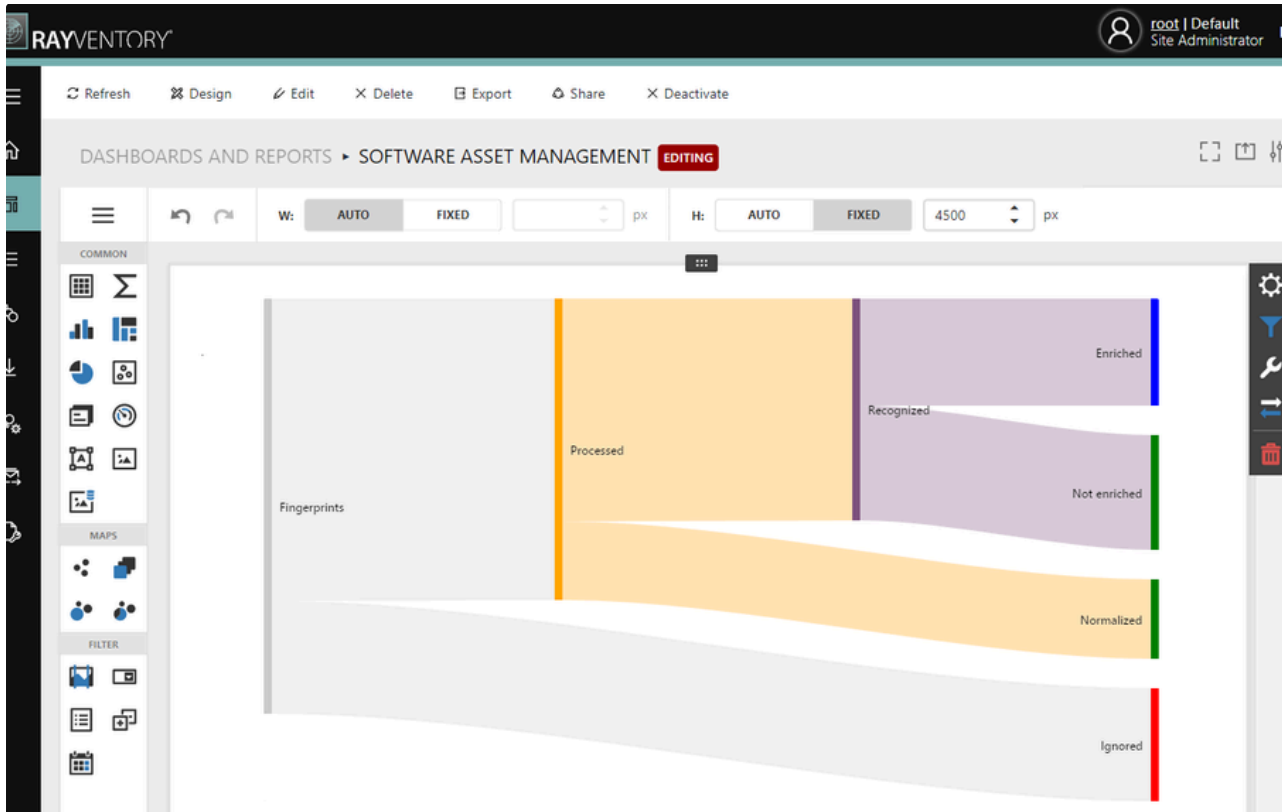 RAYVENTORY
root | Default
Site Administrator
Refresh Design Edit Delete Export Share Deactivate
DASHBOARDS AND REPORTS ▸ SOFTWARE ASSET MANAGEMENT EDITING
W: AUTO FIXED px H: AUTO FIXED 4500 px
COMMON
Enriched
Recognized
Processed
Not enriched
Fingerprints
MAPS
Normalized
FILTER
Ignored